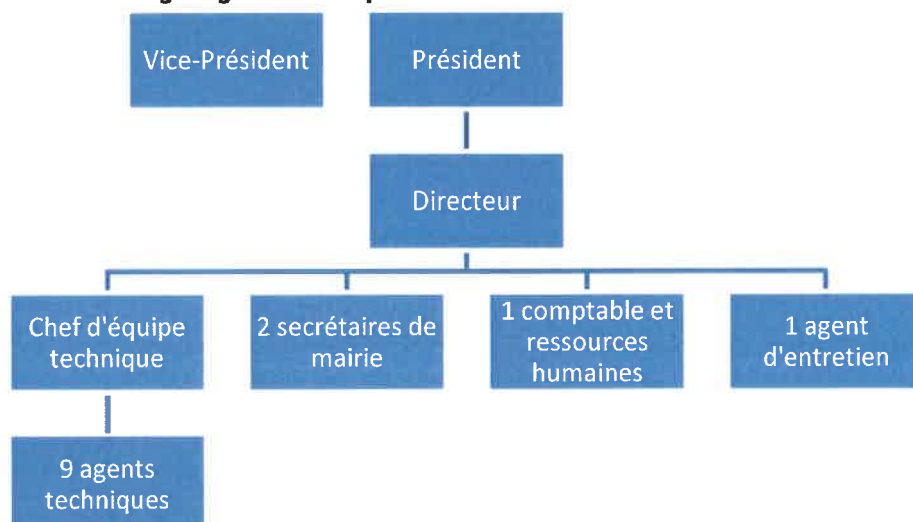 Vice-Président
Président
Directeur
Chef d'équipe
technique
2 secrétaires de
mairie
1 comptable et
ressources
humaines
1 agent
d'entretien
9 agents
techniques